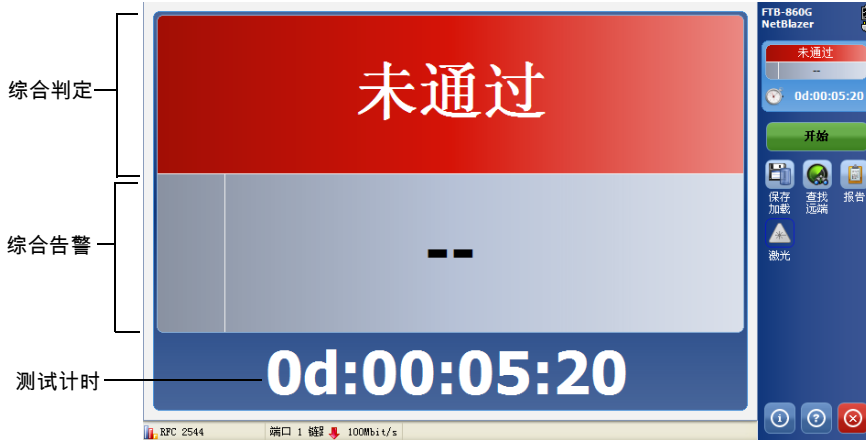 综合判定
综合告警
测试计时
未通过
--
0d:00:05:20
RFC 2544
端口 1 链路
100Mbit/s
FTB-860G
NetBlazer
未通过
--
0d:00:05:20
开始
保存
加载
查找
远端
报告
激光